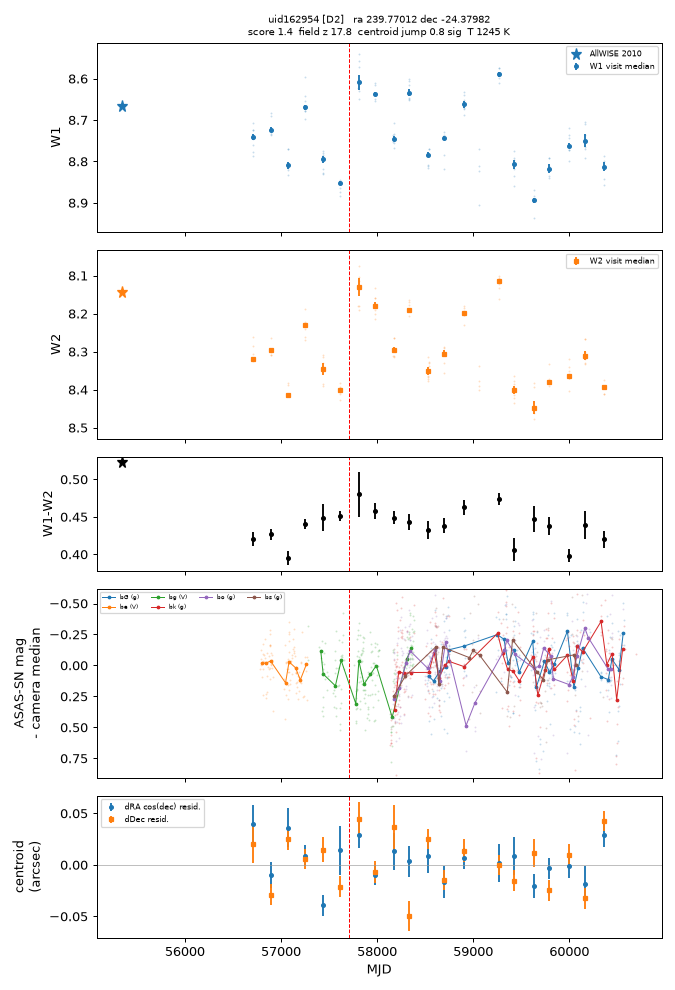 uid162954 [D2] ra 239.77012 dec -24.37982
score 1.4 field z 17.8 centroid jump 0.8 sig T 1245 K
AllWISE 2010
W1 visit median
W1
8.6
8.7
8.8
8.9
W2 visit median
W2
8.1
8.2
8.3
8.4
8.5
W1-W2
0.50
0.45
0.40
bd (g)
be (V)
bg (V)
bk (g)
bo (g)
bs (g)
ASAS-SN mag
- camera median
−0.50
−0.25
0.00
0.25
0.50
0.75
dRA cos(dec) resid.
dDec resid.
centroid
(arcsec)
0.05
0.00
−0.05
56000 57000 58000 59000 60000
MJD